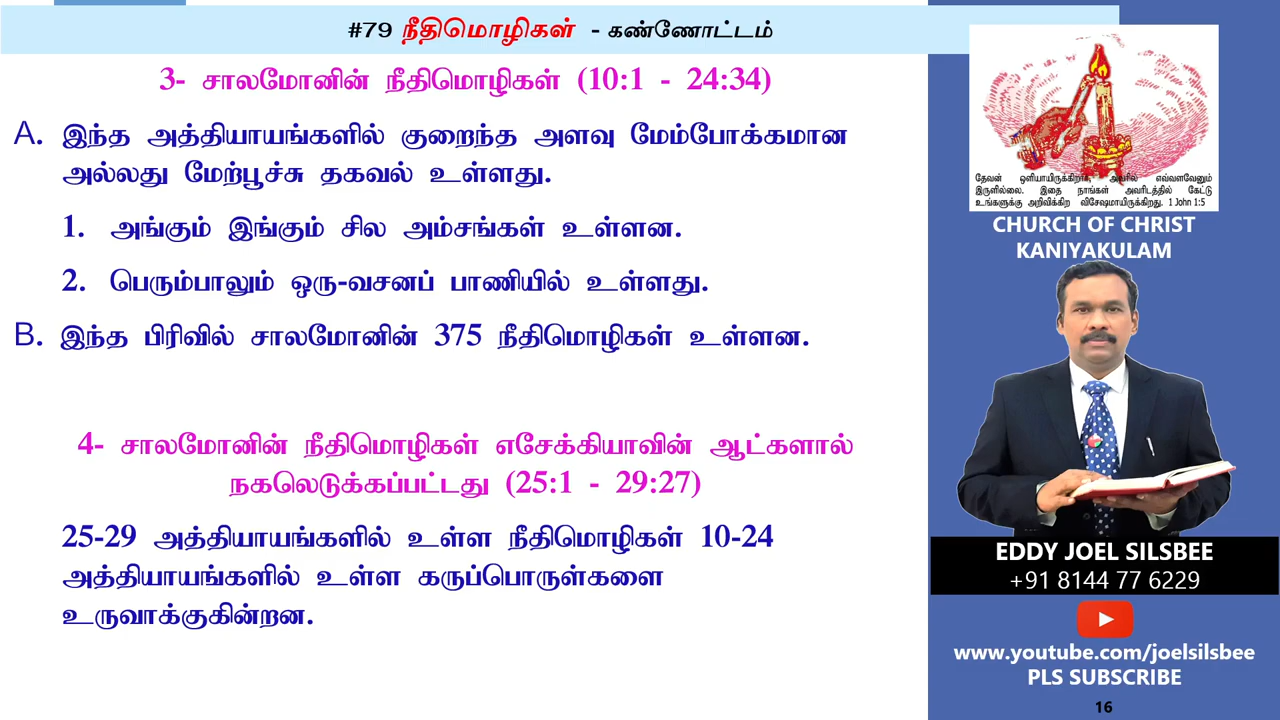 #79 நீதிமொழிகள் - கண்ணோட்டம்
3- சாலமோனின் நீதிமொழிகள் (10:1 - 24:34)
A. இந்த அத்தியாயங்களில் குறைந்த அளவு மேம்போக்கமான
அல்லது மேற்பூச்சு தகவல் உள்ளது.
1. அங்கும் இங்கும் சில அம்சங்கள் உள்ளன.
2. பெரும்பாலும் ஒரு-வசனப் பாணியில் உள்ளது.
B. இந்த பிரிவில் சாலமோனின் 375 நீதிமொழிகள் உள்ளன.
4- சாலமோனின் நீதிமொழிகள் எசேக்கியாவின் ஆட்களால்
நகலெடுக்கப்பட்டது (25:1 - 29:27)
25-29 அத்தியாயங்களில் உள்ள நீதிமொழிகள் 10-24
அத்தியாயங்களில் உள்ள கருப்பொருள்களை
உருவாக்குகின்றன.
தேவன் ஒளியாயிருக்கிறார், அவரில் எவ்வளவேனும்
இருளில்லை. இதை நாங்கள் அவரிடத்தில் கேட்டு
உங்களுக்கு அறிவிக்கிற விசேஷமாயிருக்கிறது. 1 John 1:5
CHURCH OF CHRIST
KANIYAKULAM
EDDY JOEL SILSBEE
+91 8144 77 6229
www.youtube.com/joelsilsbee
PLS SUBSCRIBE
16